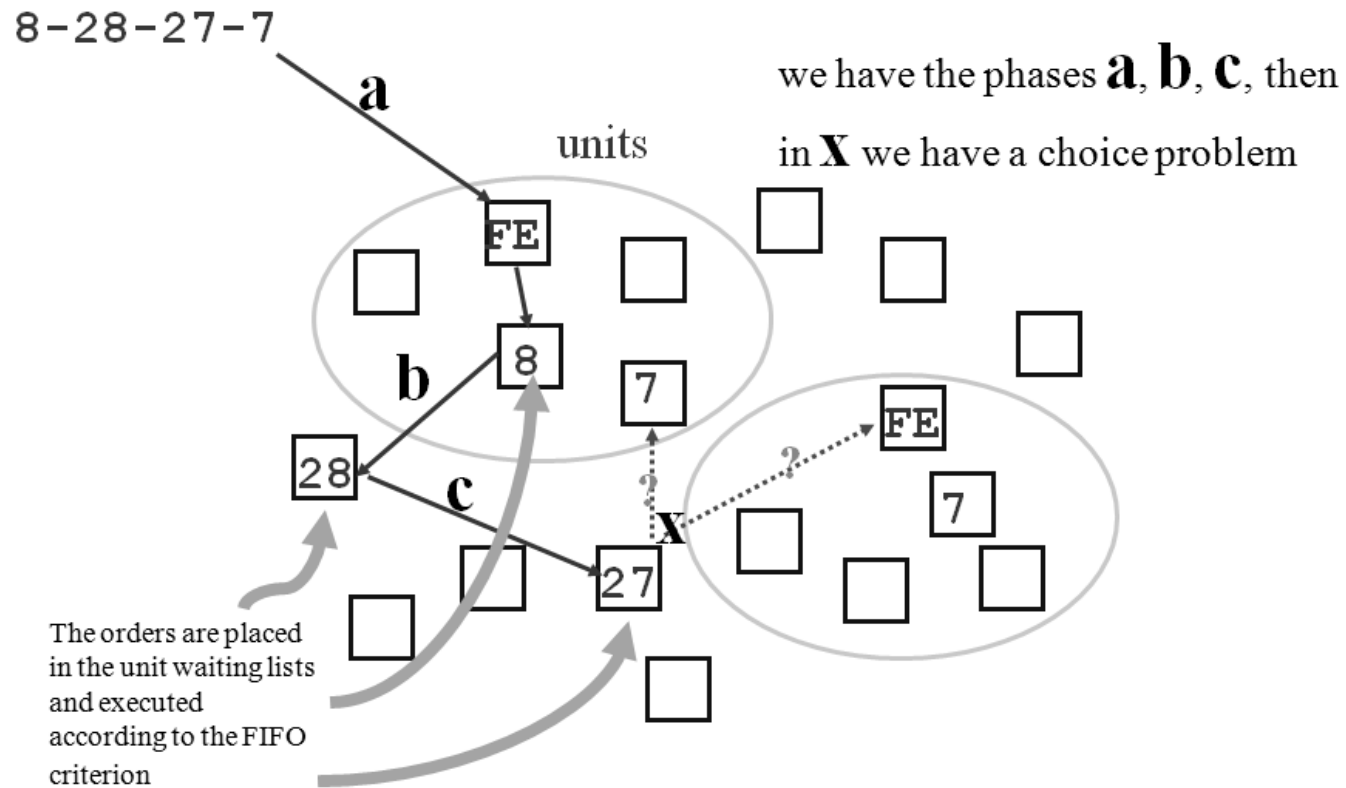 8-28-27-7
a
we have the phases a, b, c, then
in X we have a choice problem
units
FE
8
b
7
28
c
?
?
X
FE
7
27
The orders are placed
in the unit waiting lists
and executed
according to the FIFO
criterion